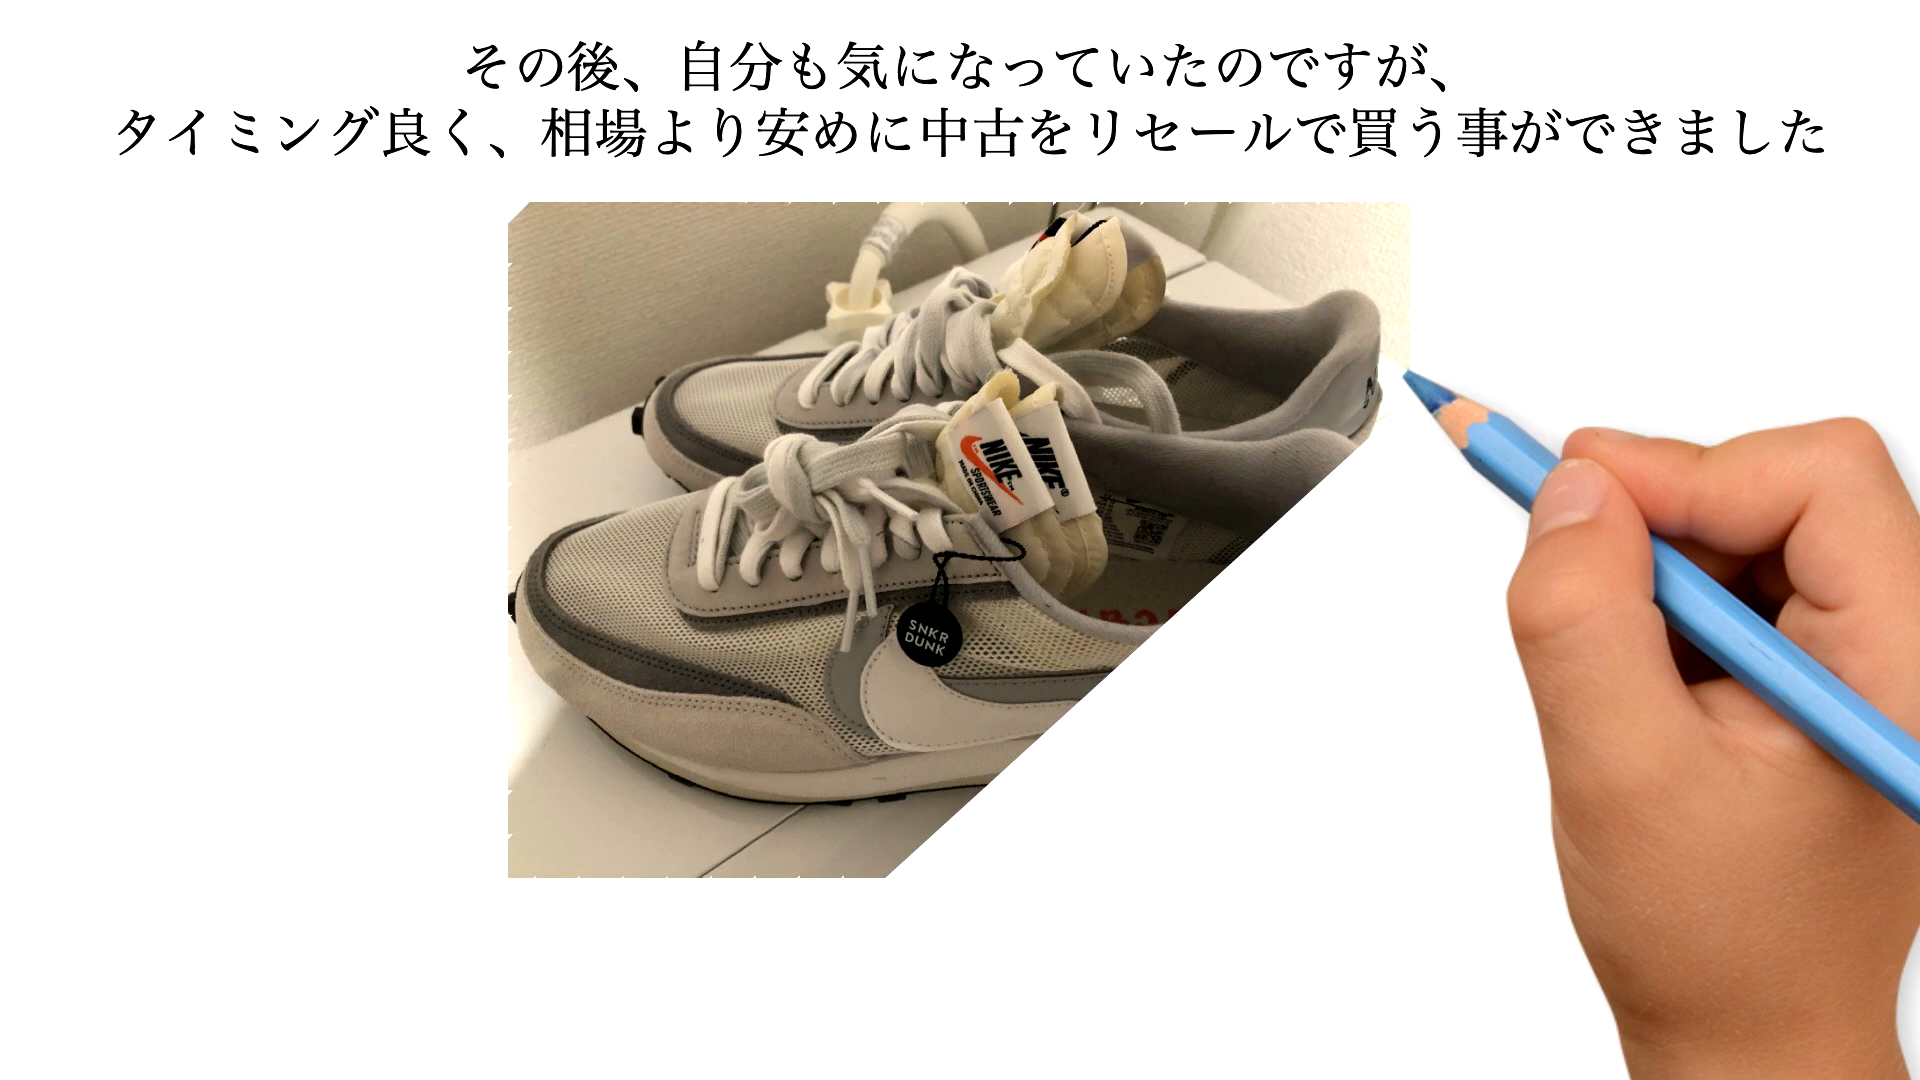 その後、自分も気になっていたのですが、
タイミング良く、相場より安めに中古をリセールで買う事ができました
NIKE
NIKE
SPORTSWEAR
SNKR
DUNK